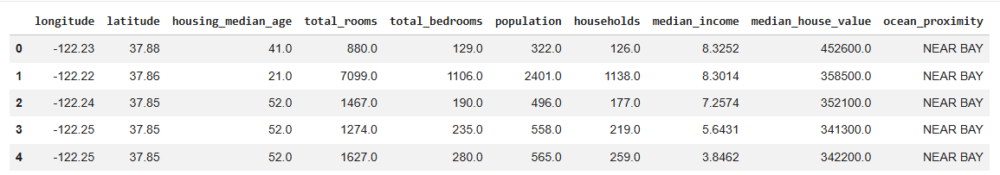 longitude latitude housing_median_age total_rooms total_bedrooms population households median_income median_house_value ocean_proximity
0 -122.23 37.88 41.0 880.0 129.0 322.0 126.0 8.3252 452600.0 NEAR BAY
1 -122.22 37.86 21.0 7099.0 1106.0 2401.0 1138.0 8.3014 358500.0 NEAR BAY
2 -122.24 37.85 52.0 1467.0 190.0 496.0 177.0 7.2574 352100.0 NEAR BAY
3 -122.25 37.85 52.0 1274.0 235.0 558.0 219.0 5.6431 341300.0 NEAR BAY
4 -122.25 37.85 52.0 1627.0 280.0 565.0 259.0 3.8462 342200.0 NEAR BAY